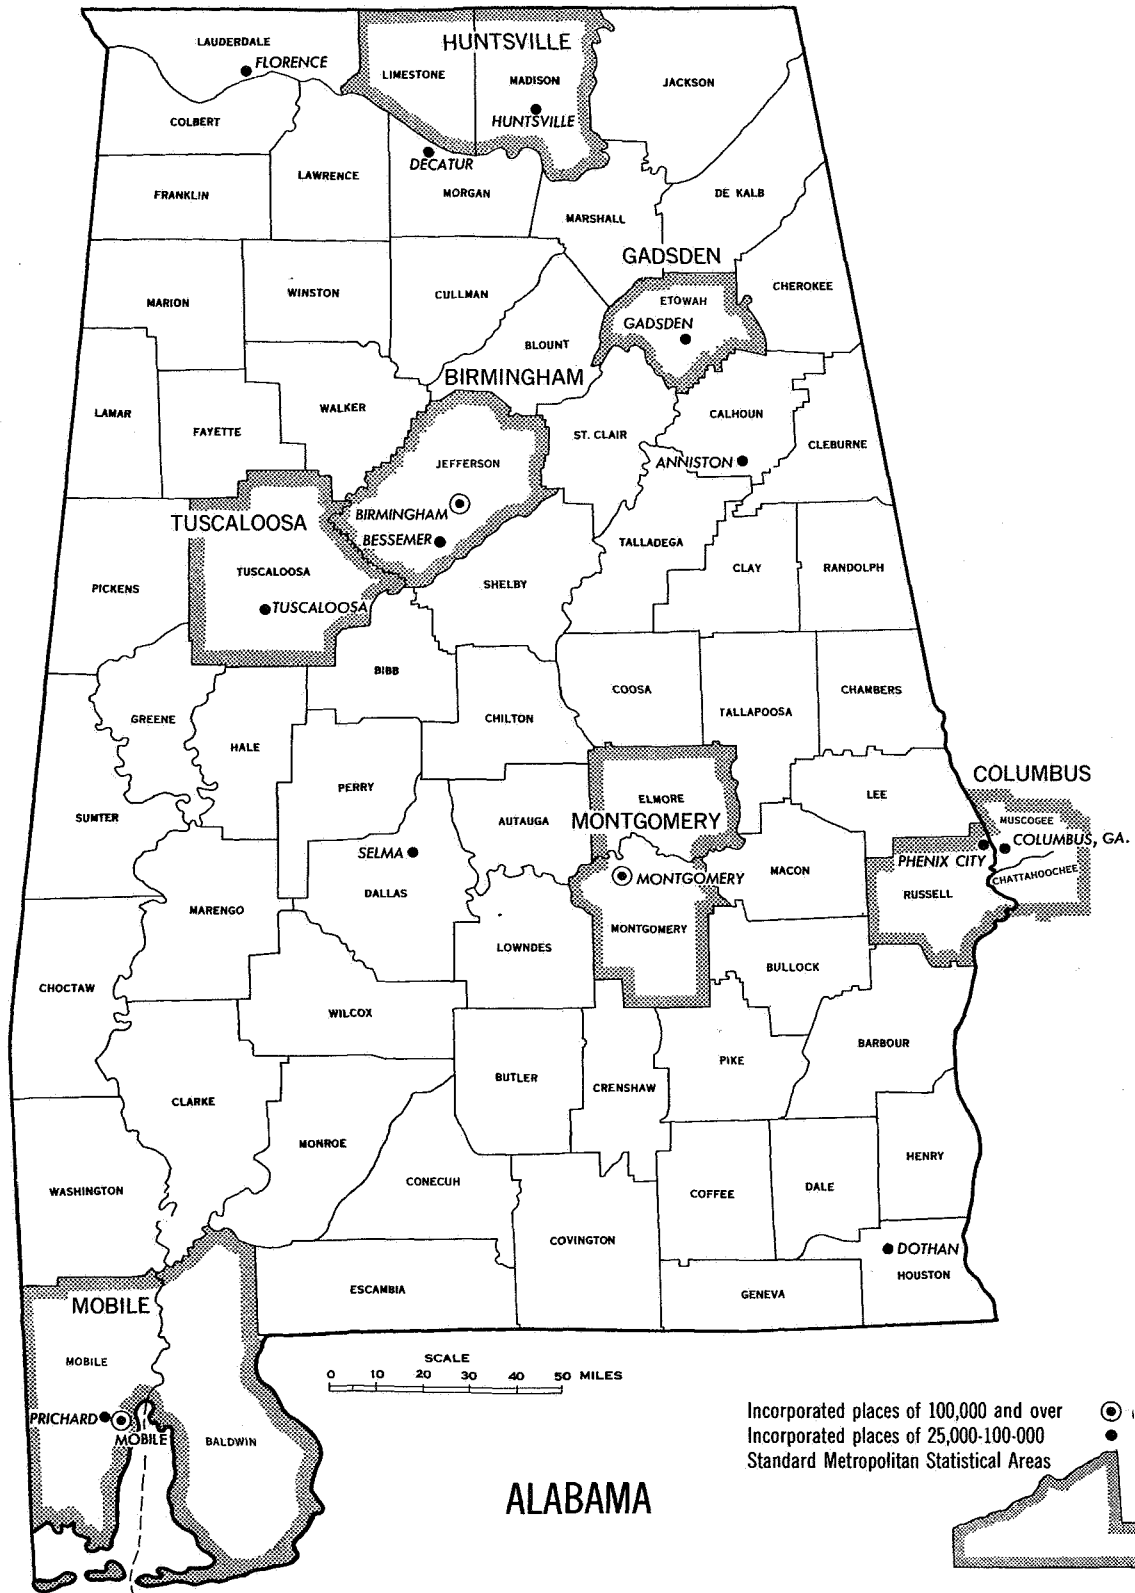 LAUDERDALE
FLORENCE
HUNTSVILLE
LIMESTONE
MADISON
JACKSON
HUNTSVILLE
COLBERT
DECATUR
LAWRENCE
FRANKLIN
MORGAN
DE KALB
MARSHALL
GADSDEN
MARION
WINSTON
CULLMAN
ETOWAH
CHEROKEE
GADSDEN
BLOUNT
BIRMINGHAM
LAMAR
WALKER
CALHOUN
FAYETTE
ST. CLAIR
CLEBURNE
JEFFERSON
ANNISTON
BIRMINGHAM
TUSCALOOSA
BESSEMER
TALLADEGA
TUSCALOOSA
CLAY
RANDOLPH
PICKENS
SHELBY
TUSCALOOSA
BIBB
COOSA
CHAMBERS
GREENE
CHILTON
TALLAPOOSA
HALE
COLUMBUS
PERRY
ELMORE
LEE
SUMTER
AUTAUGA
MONTGOMERY
MUSCOGEE
COLUMBUS, GA.
SELMA
PHENIX CITY
MACON
MONTGOMERY
CHATTAHOOCHEE
DALLAS
RUSSELL
MARENGO
MONTGOMERY
LOWNDES
BULLOCK
CHOCTAW
WILCOX
BARBOUR
PIKE
BUTLER
CRENSHAW
CLARKE
MONROE
HENRY
WASHINGTON
CONECUH
COFFEE
DALE
COVINGTON
DOTHAN
HOUSTON
ESCAMBIA
GENEVA
MOBILE
MOBILE
SCALE
0 10 20 30 40 50 MILES
PRICHARD
MOBILE
BALDWIN
Incorporated places of 100,000 and over
Incorporated places of 25,000-100-000
Standard Metropolitan Statistical Areas
ALABAMA